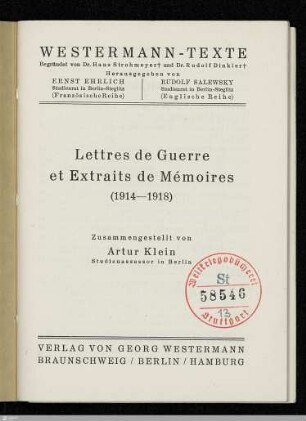 WESTERMANN-TEXTE
Begründet von Dr. Hans Strohmeyer† und Dr. Rudolf Dinkler†
Herausgegeben von
ERNST EHRLICH
Studienrat in Berlin-Steglitz
(Französische Reihe)
RUDOLF SALEWSKY
Studienrat in Berlin-Steglitz
(Englische Reihe)
Lettres de Guerre
et Extraits de Mémoires
(1914—1918)
Zusammengestellt von
Artur Klein
Studienassessor in Berlin
Weltkriegsbücherei
St
58546
13
Stuttgart
VERLAG VON GEORG WESTERMANN
BRAUNSCHWEIG / BERLIN / HAMBURG